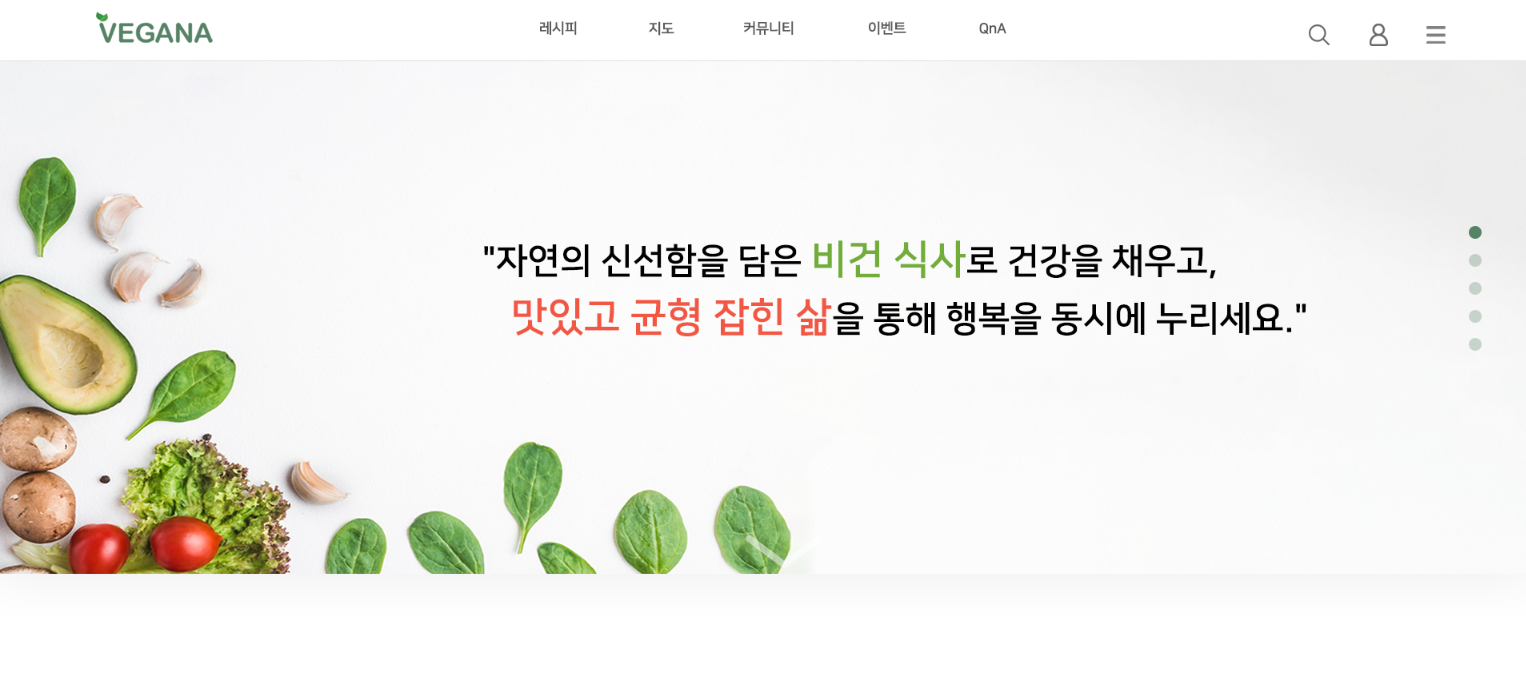 VEGANA
레시피 지도 커뮤니티 이벤트 QnA
"자연의 신선함을 담은 비건 식사로 건강을 채우고,
맛있고 균형 잡힌 삶을 통해 행복을 동시에 누리세요."